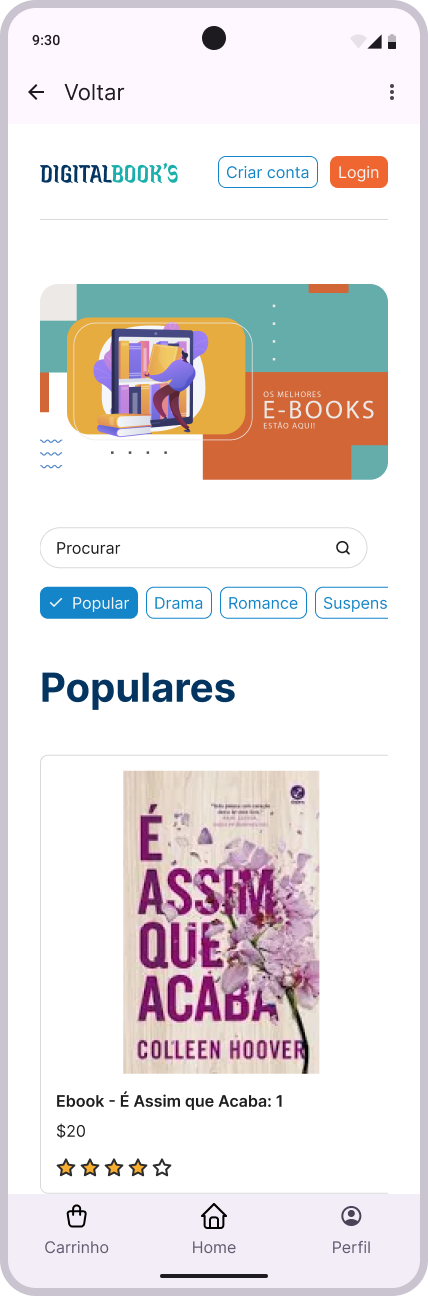 9:30
Voltar
DIGITALBOOK'S
Criar conta
Login
OS MELHORES
E-BOOKS
ESTÃO AQUI!
Procurar
Popular
Drama
Romance
Suspens
Populares
É
ASSIM
QUE
ACABA
COLLEEN HOOVER
Ebook - É Assim que Acaba: 1
$20
Carrinho
Home
Perfil